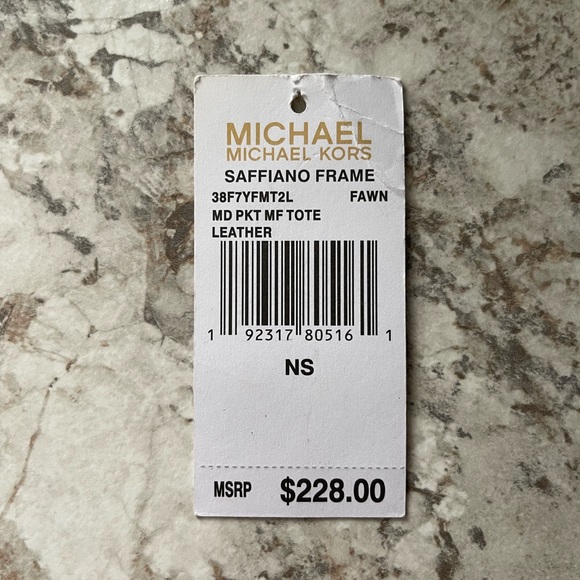 MICHAEL
MICHAEL KORS
SAFFIANO FRAME
38F7YFMT2L FAWN
MD PKT MF TOTE
LEATHER
1 92317 80516 1
NS
MSRP $228.00